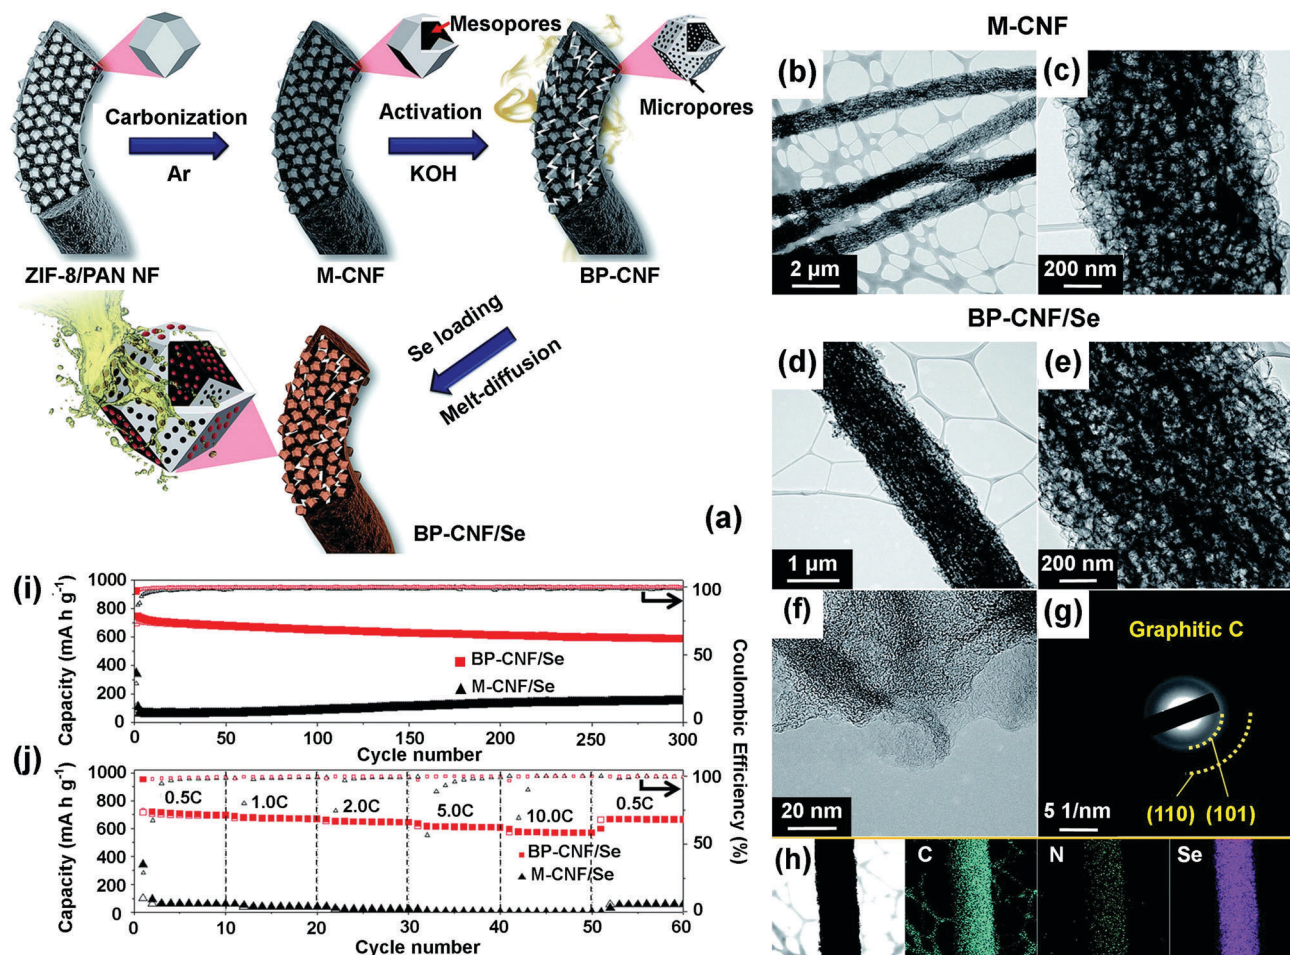 Mesopores
Carbonization
Ar
Activation
KOH
Micropores
ZIF-8/PAN NF
M-CNF
BP-CNF
Se loading
Melt-diffusion
BP-CNF/Se
(a)
M-CNF
(b)
2 µm
(c)
200 nm
BP-CNF/Se
(d)
1 µm
(e)
200 nm
(f)
20 nm
(g)
Graphitic C
(110) (101)
5 1/nm
(h)
C
N
Se
(i)
Capacity (mA h g⁻¹)
1000
800
600
400
200
0
100
50
0
BP-CNF/Se
M-CNF/Se
0 50 100 150 200 250 300
Cycle number
Coulombic Efficiency (%)
(j)
Capacity (mA h g⁻¹)
1000
800
600
400
200
0
100
50
0
0.5C 1.0C 2.0C 5.0C 10.0C 0.5C
BP-CNF/Se
M-CNF/Se
0 10 20 30 40 50 60
Cycle number